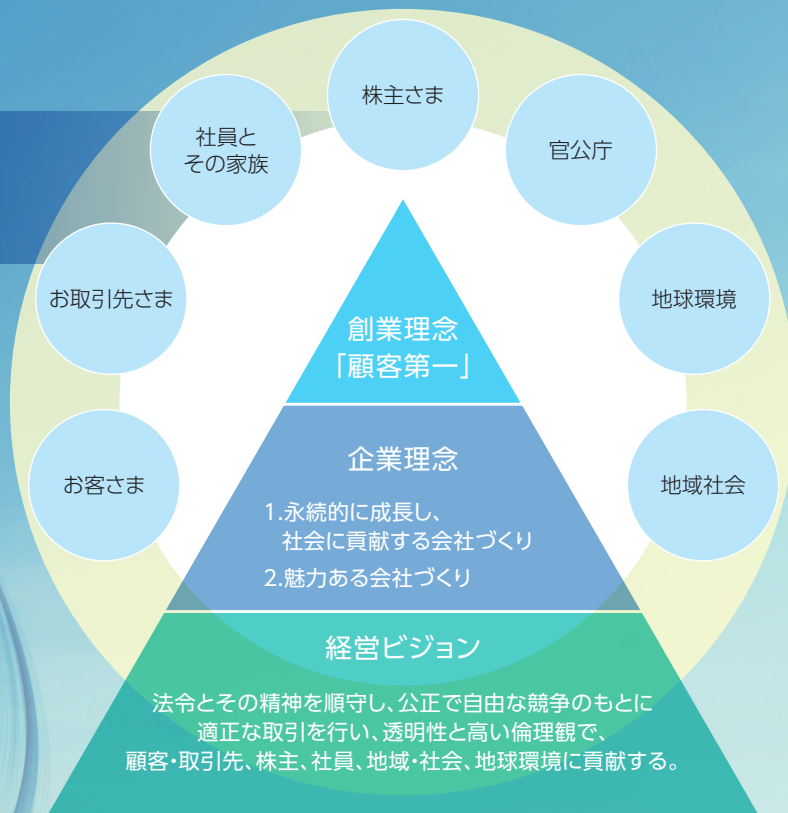 株主さま
社員と
その家族
官公庁
お取引先さま
地球環境
お客さま
地域社会
創業理念
「顧客第一」
企業理念
1.永続的に成長し、
社会に貢献する会社づくり
2.魅力ある会社づくり
経営ビジョン
法令とその精神を順守し、公正で自由な競争のもとに
適正な取引を行い、透明性と高い倫理観で、
顧客・取引先、株主、社員、地域・社会、地球環境に貢献する。